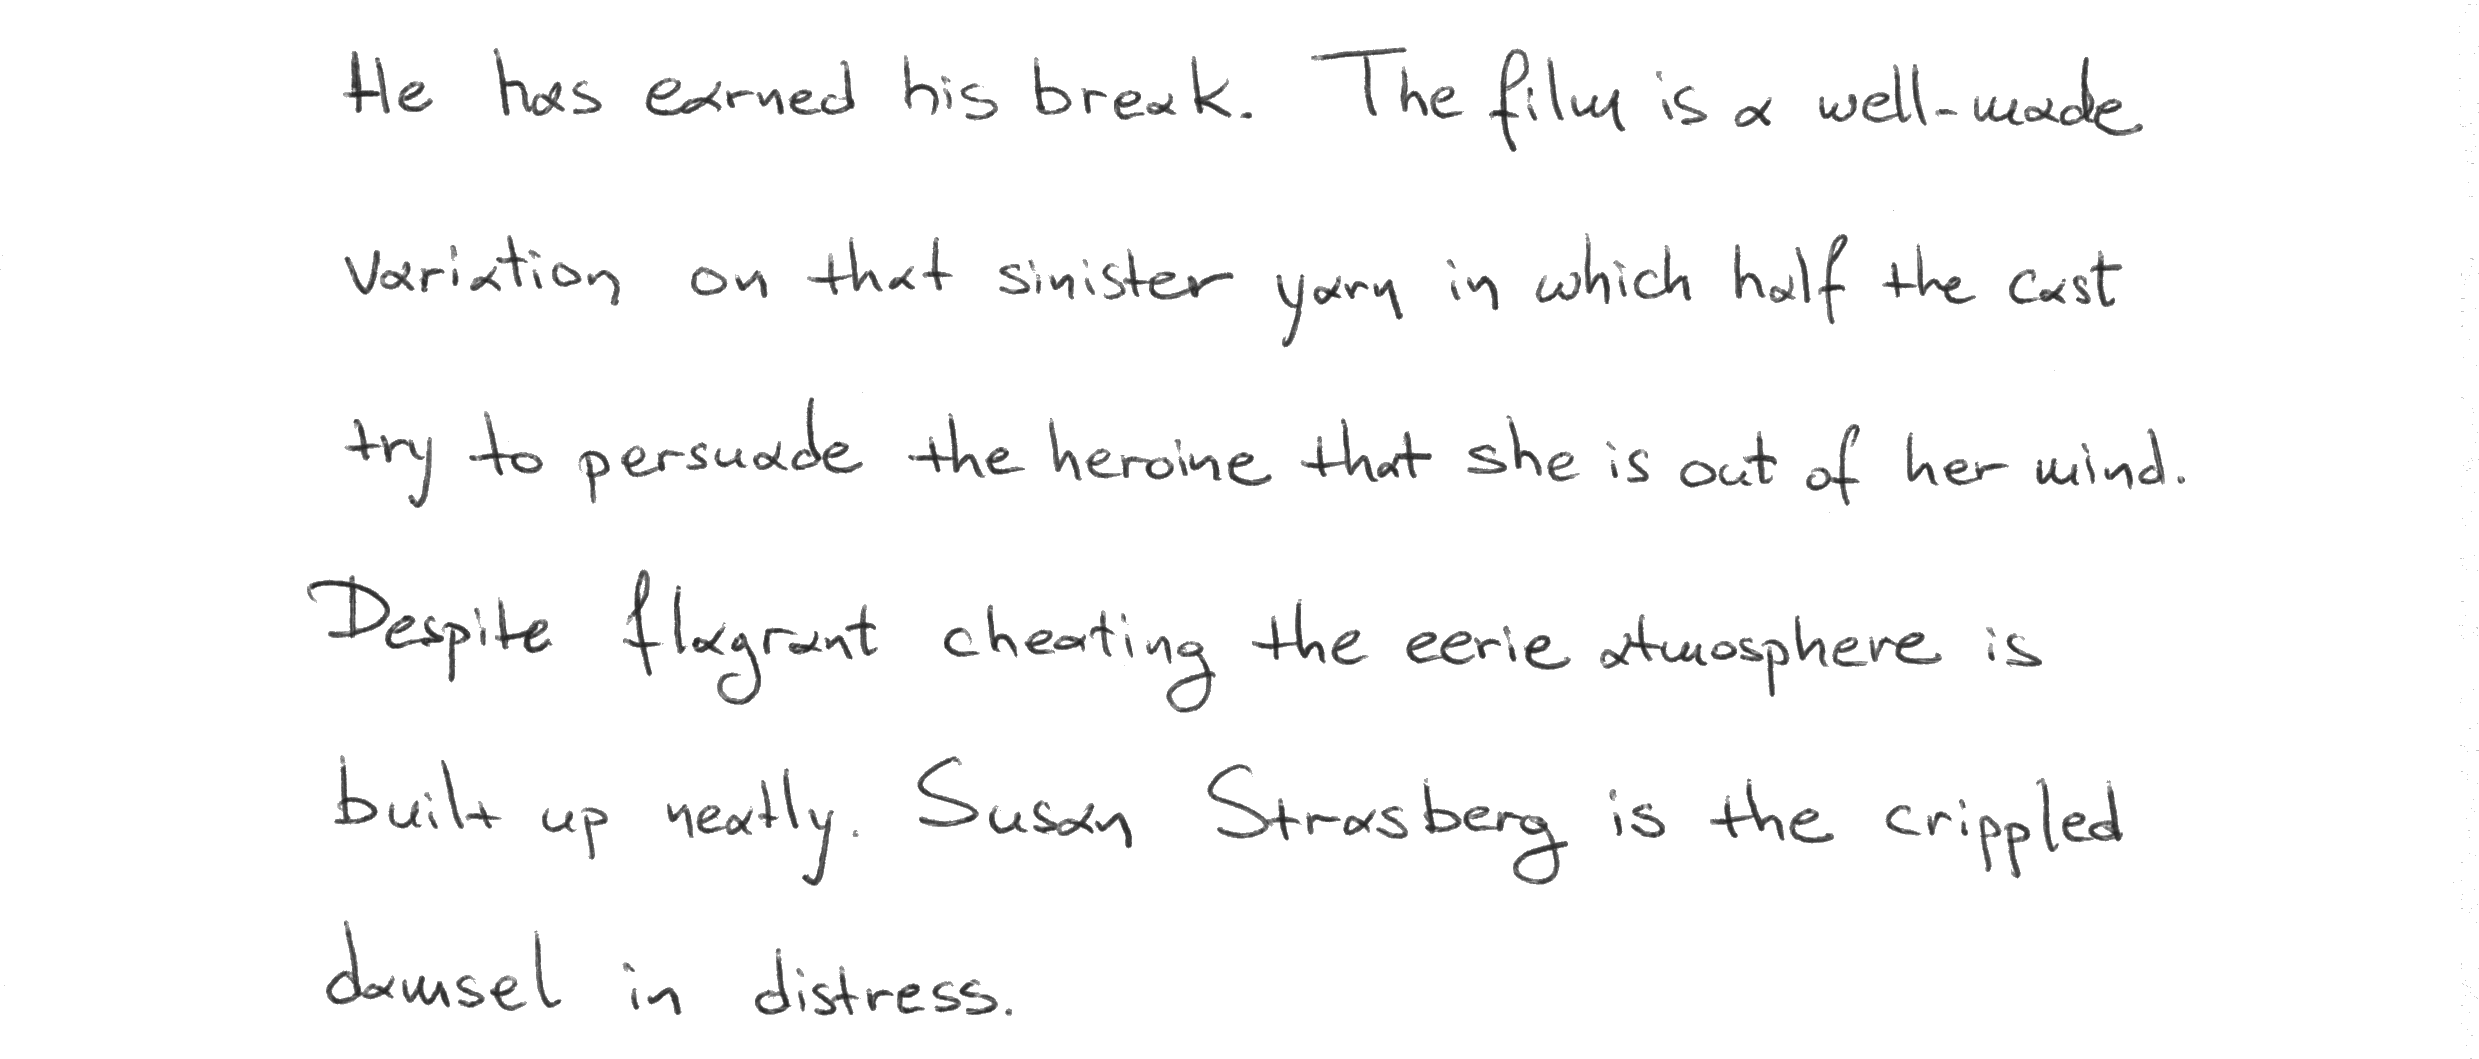 He has earned his break. The film is a well-made
variation on that sinister yarn in which half the cast
try to persuade the heroine that she is out of her mind.
Despite flagrant cheating the eerie atmosphere is
built up neatly. Susan Strasberg is the crippled
damsel in distress.